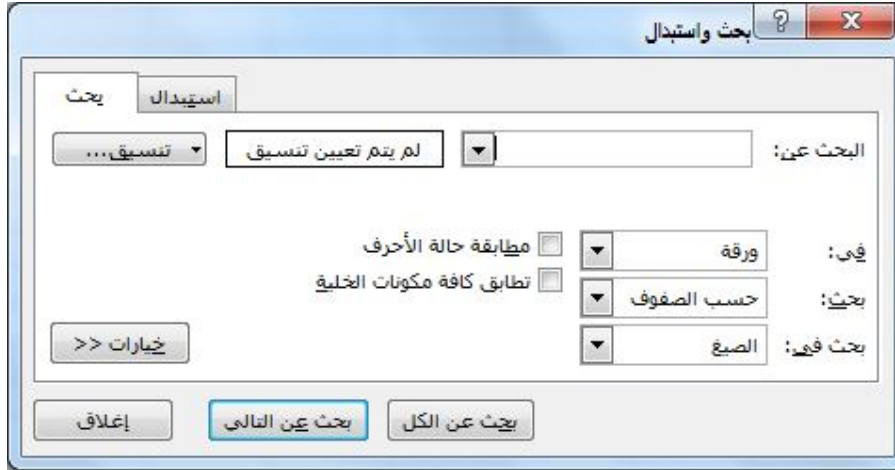 بحث واستبدال
بحث استبدال
البحث عن: لم يتم تعيين تنسيق تنسيق...
في: ورقة مطابقة حالة الأحرف
بحث: حسب الصفوف تطابق كافة مكونات الخلية
بحث في: الصيغ خيارات <<
بحث عن الكل بحث عن التالي إغلاق